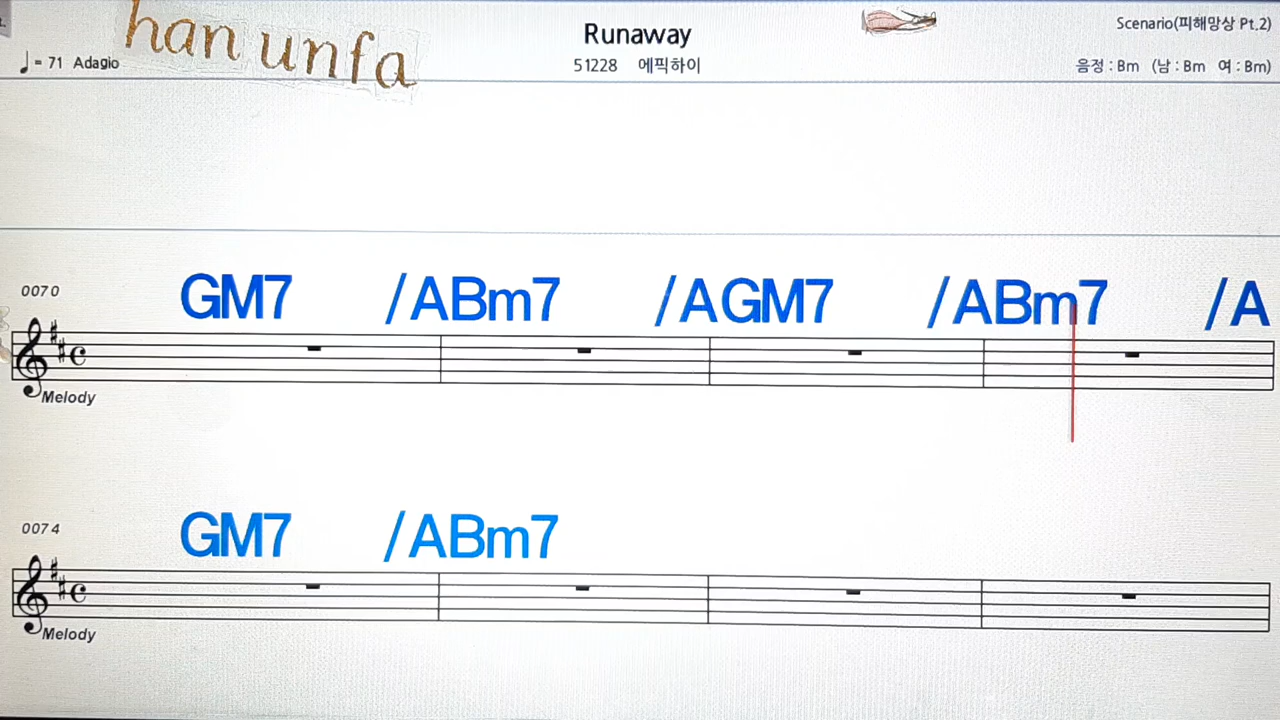 han unfa
Runaway
Scenario(피해망상 Pt.2)
♩ = 71 Adagio
51228 에픽하이
음정 : Bm (남 : Bm 여 : Bm)
0070
GM7 /ABm7 /AGM7 /ABm7 /A
Melody
0074
GM7 /ABm7
Melody